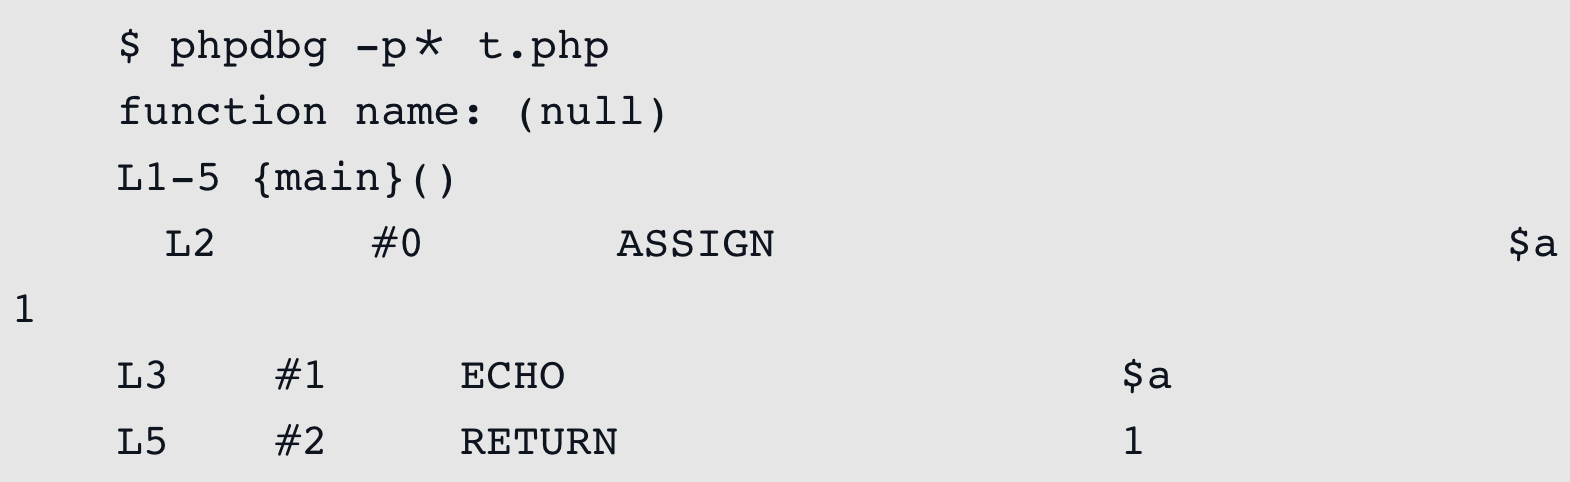 $ phpdbg -p* t.php
function name: (null)
L1-5 {main}()
L2 #0 ASSIGN $a
1
L3 #1 ECHO $a
L5 #2 RETURN 1